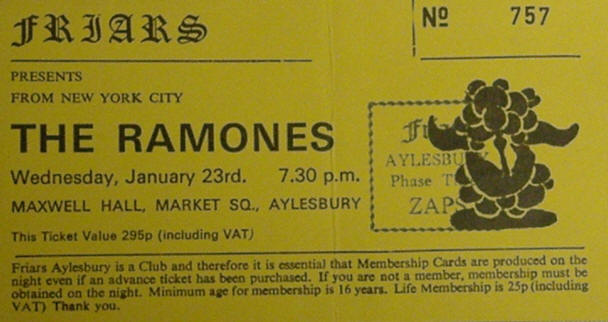 FRIARS
Nº 757
PRESENTS
FROM NEW YORK CITY
THE RAMONES
Wednesday, January 23rd. 7.30 p.m.
MAXWELL HALL, MARKET SQ., AYLESBURY
This Ticket Value 295p (including VAT)
AYLESBURY
Phase
ZAPS
Friars Aylesbury is a Club and therefore it is essential that Membership Cards are produced on the
night even if an advance ticket has been purchased. If you are not a member, membership must be
obtained on the night. Minimum age for membership is 16 years. Life Membership is 25p (including
VAT) Thank you.